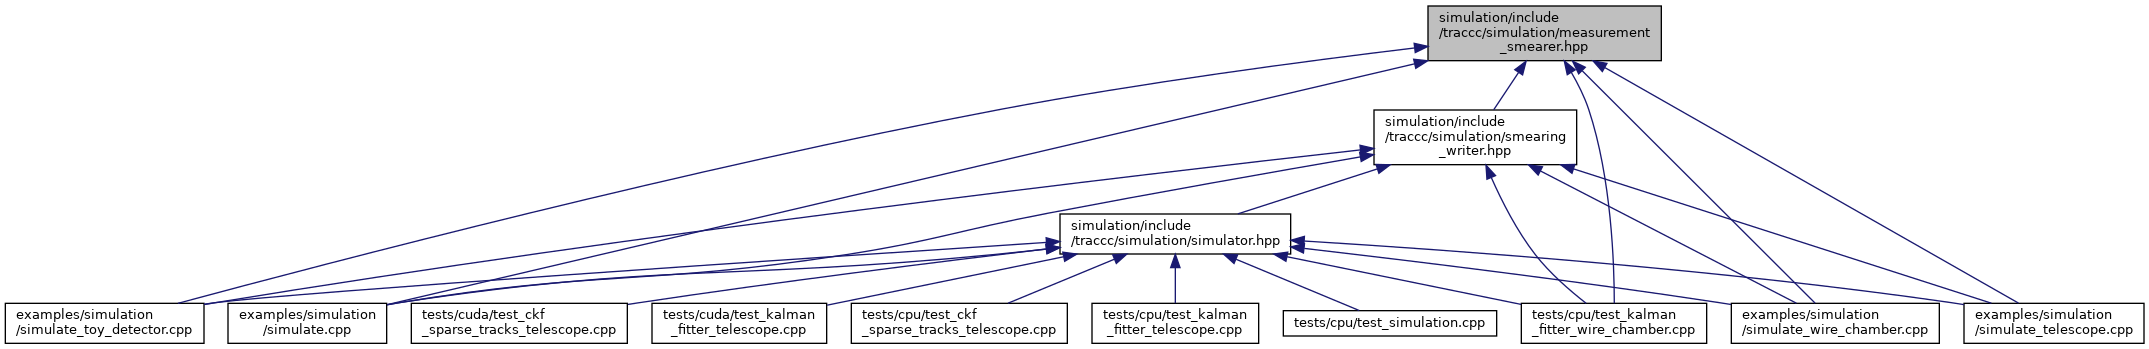 simulation/include
/traccc/simulation/measurement
_smearer.hpp
simulation/include
/traccc/simulation/smearing
_writer.hpp
simulation/include
/traccc/simulation/simulator.hpp
examples/simulation
/simulate_toy_detector.cpp
examples/simulation
/simulate.cpp
tests/cuda/test_ckf
_sparse_tracks_telescope.cpp
tests/cuda/test_kalman
_fitter_telescope.cpp
tests/cpu/test_ckf
_sparse_tracks_telescope.cpp
tests/cpu/test_kalman
_fitter_telescope.cpp
tests/cpu/test_simulation.cpp
tests/cpu/test_kalman
_fitter_wire_chamber.cpp
examples/simulation
/simulate_wire_chamber.cpp
examples/simulation
/simulate_telescope.cpp